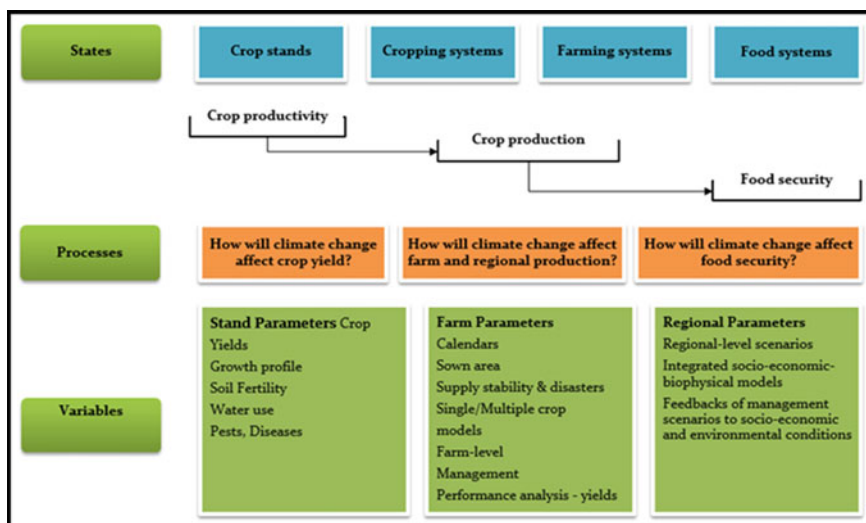 States
Crop stands
Cropping systems
Farming systems
Food systems
Crop productivity
Crop production
Food security
Processes
How will climate change
affect crop yield?
How will climate change affect
farm and regional production?
How will climate change affect
food security?
Variables
Stand Parameters Crop
Yields
Growth profile
Soil Fertility
Water use
Pests, Diseases
Farm Parameters
Calendars
Sown area
Supply stability & disasters
Single/Multiple crop
models
Farm-level
Management
Performance analysis - yields
Regional Parameters
Regional-level scenarios
Integrated socio-economic-
biophysical models
Feedbacks of management
scenarios to socio-economic
and environmental conditions